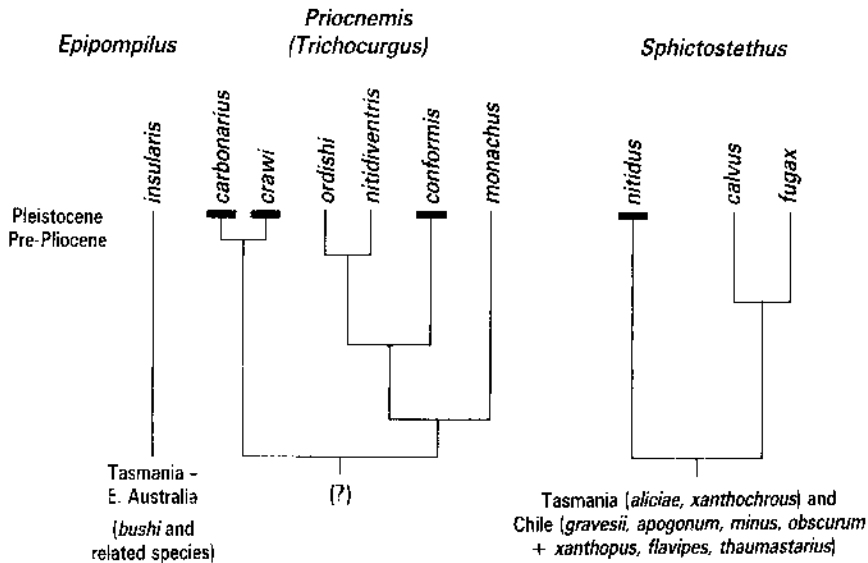 Epipompilus
Priocnemis
(Trichocurgus)
Sphictostethus
insularis
carbonarius
crawi
ordishi
nitidiventris
conformis
monachus
nitidus
calvus
fugax
Pleistocene
Pre-Pliocene
Tasmania -
E. Australia
(bushi and
related species)
(?)
Tasmania (aliciae, xanthochrous) and
Chile (gravesii, apogonum, minus, obscurum
+ xanthopus, flavipes, thaumastarius)